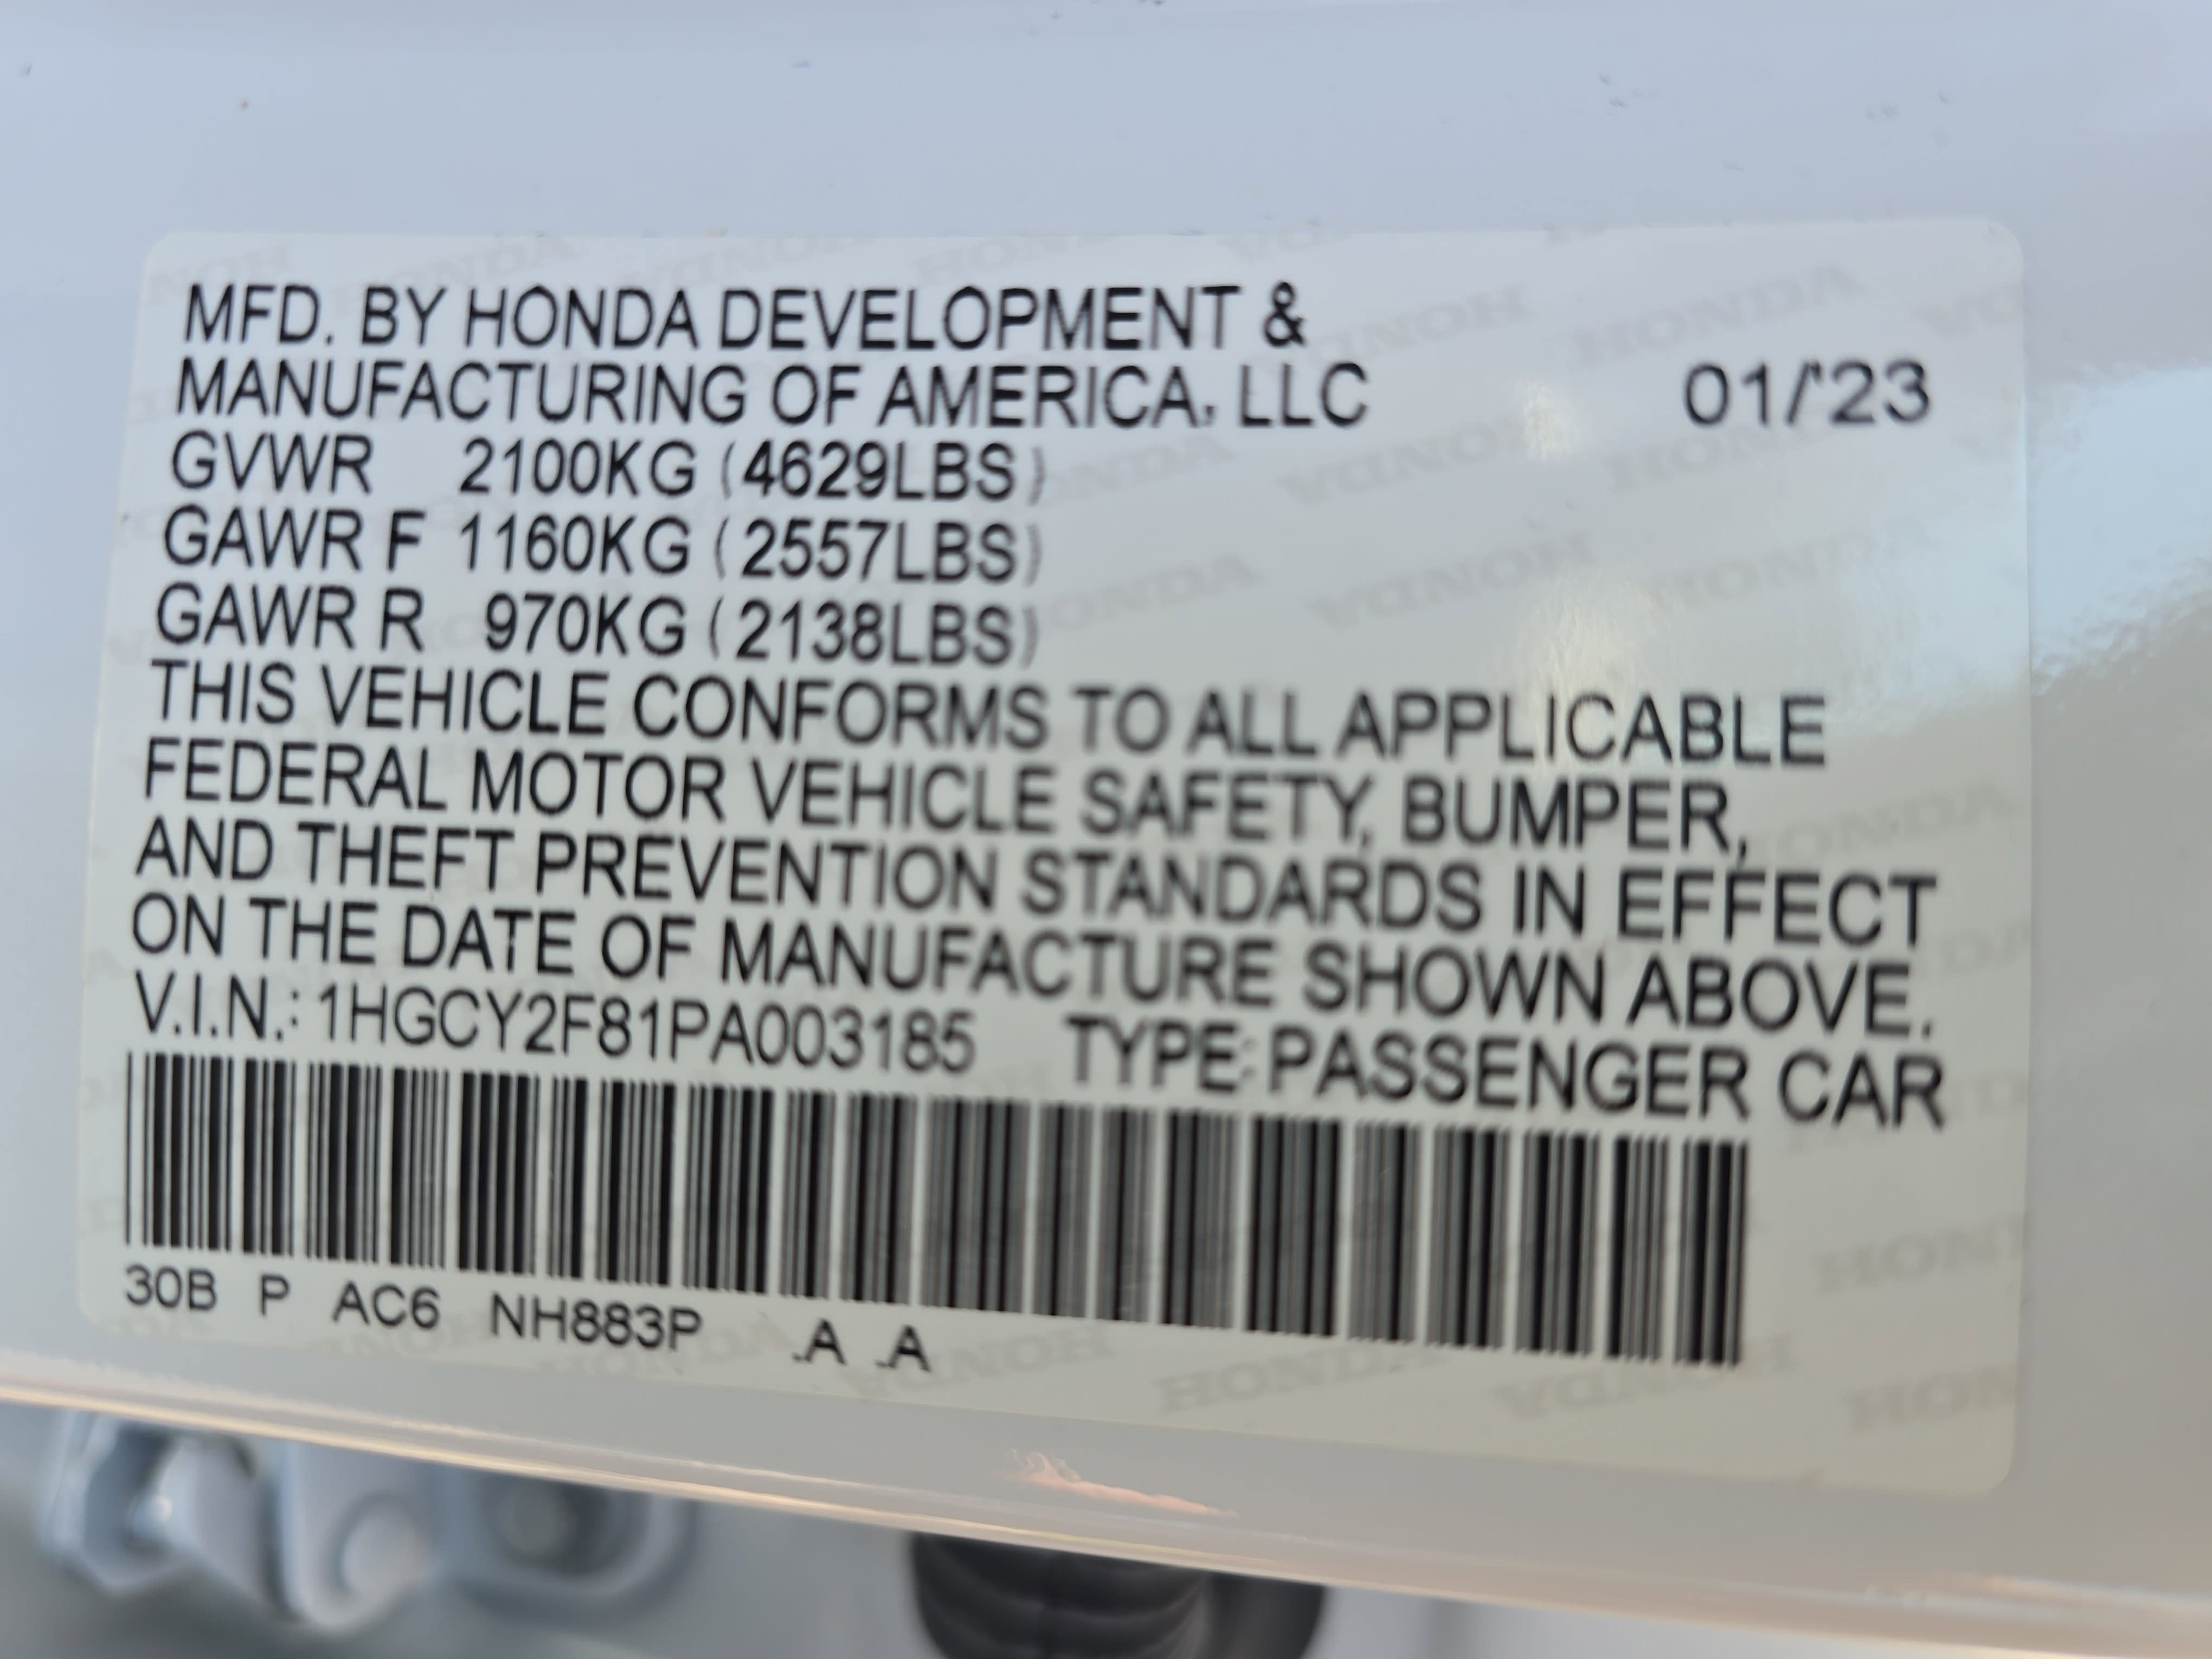 MFD. BY HONDA DEVELOPMENT &
MANUFACTURING OF AMERICA, LLC 01/'23
GVWR 2100KG (4629LBS)
GAWR F 1160KG (2557LBS)
GAWR R 970KG (2138LBS)
THIS VEHICLE CONFORMS TO ALL APPLICABLE
FEDERAL MOTOR VEHICLE SAFETY, BUMPER,
AND THEFT PREVENTION STANDARDS IN EFFECT
ON THE DATE OF MANUFACTURE SHOWN ABOVE.
V.I.N.: 1HGCY2F81PA003185 TYPE: PASSENGER CAR
30B P AC6 NH883P .A .A